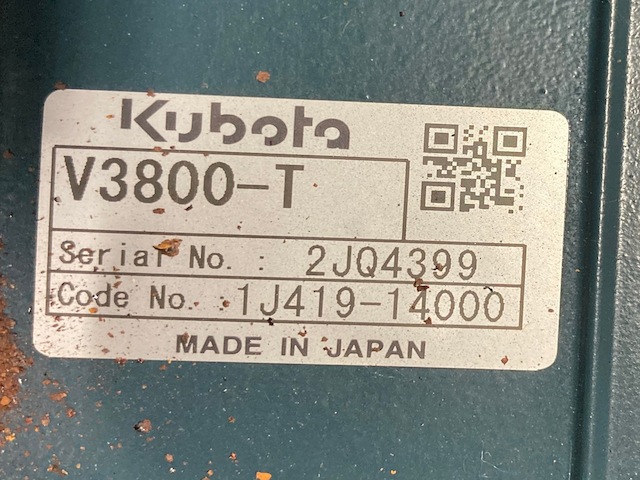 Kubota
V3800-T
Serial No. : 2JQ4399
Code No. : 1J419-14000
MADE IN JAPAN